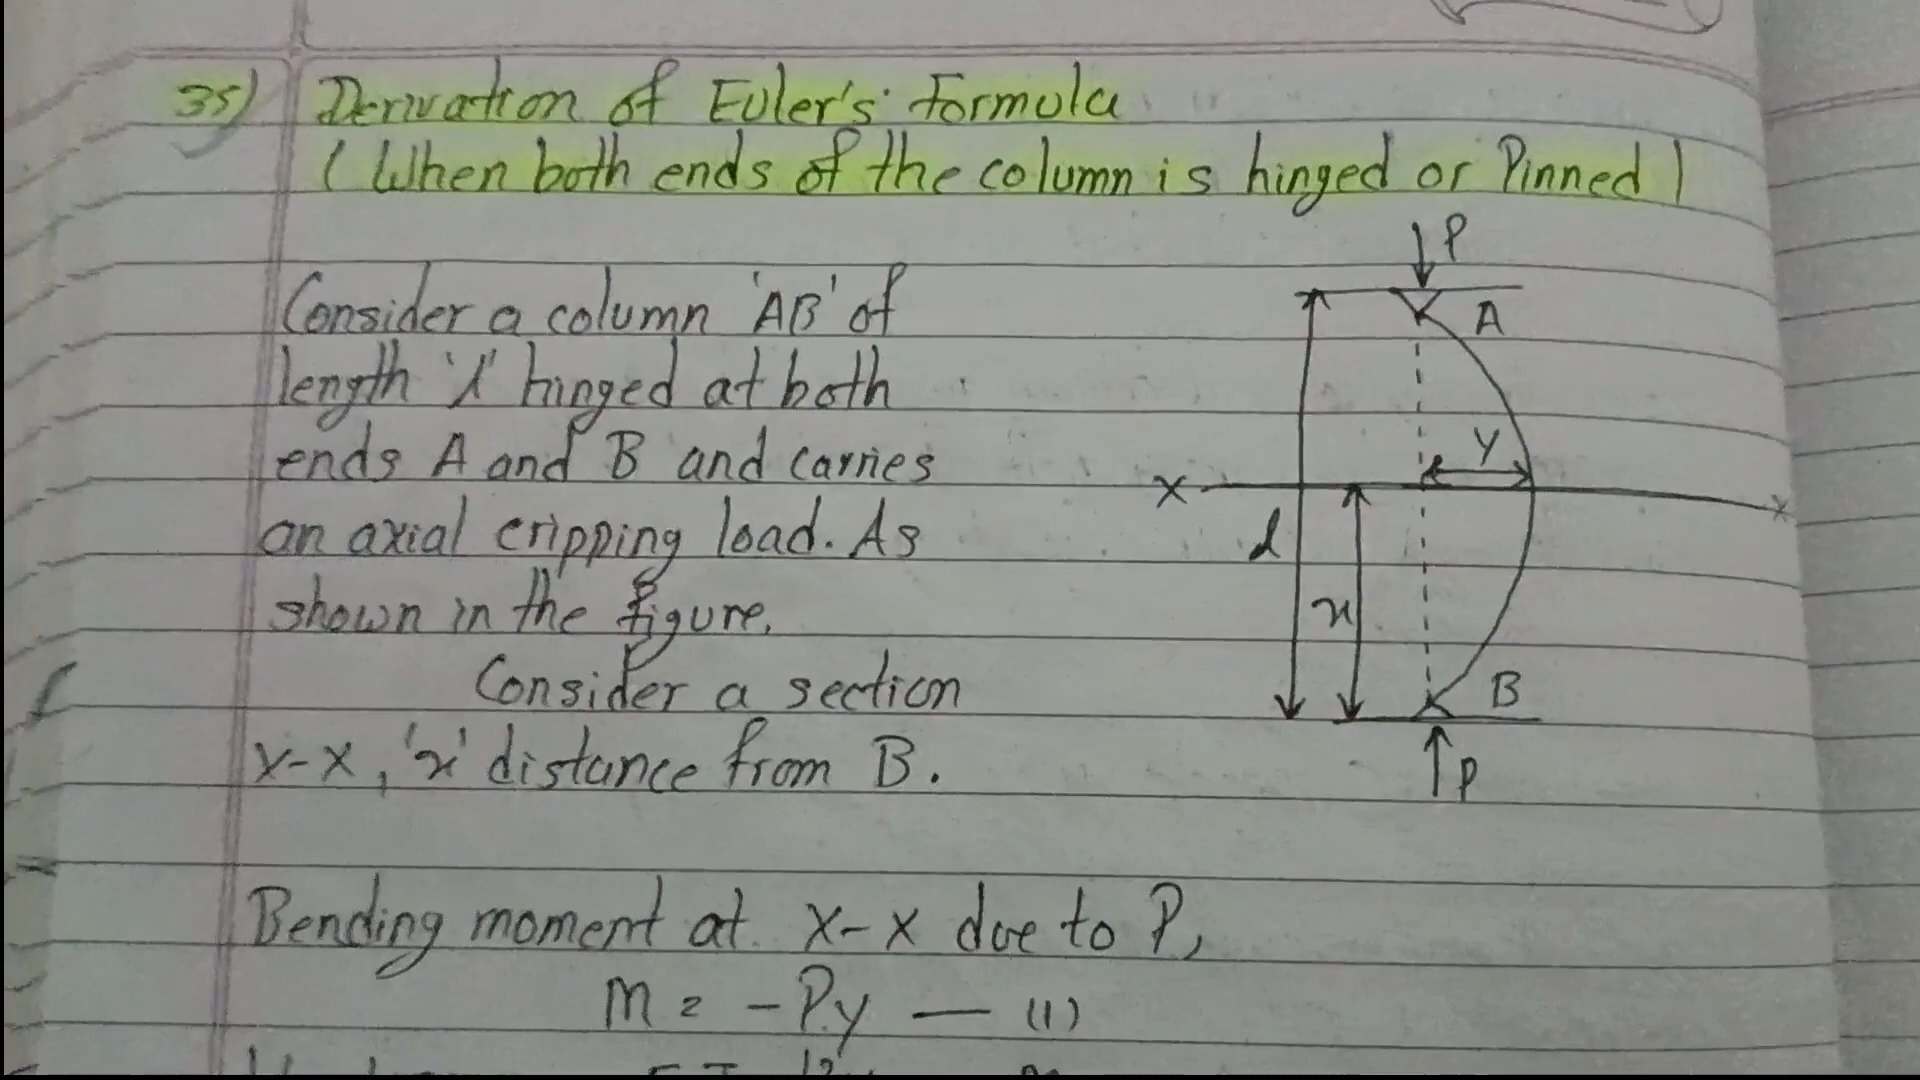 35) Derivation of Euler's formula
(When both ends of the column is hinged or Pinned)
Consider a column 'AB' of
length 'l' hinged at both
ends A and B and carries
an axial cripping load. As
shown in the figure.
Consider a section
X-X, 'x' distance from B.
P
A
y
X
X
l
x
B
P
Bending moment at X-X due to P,
M = -P.y — (1)